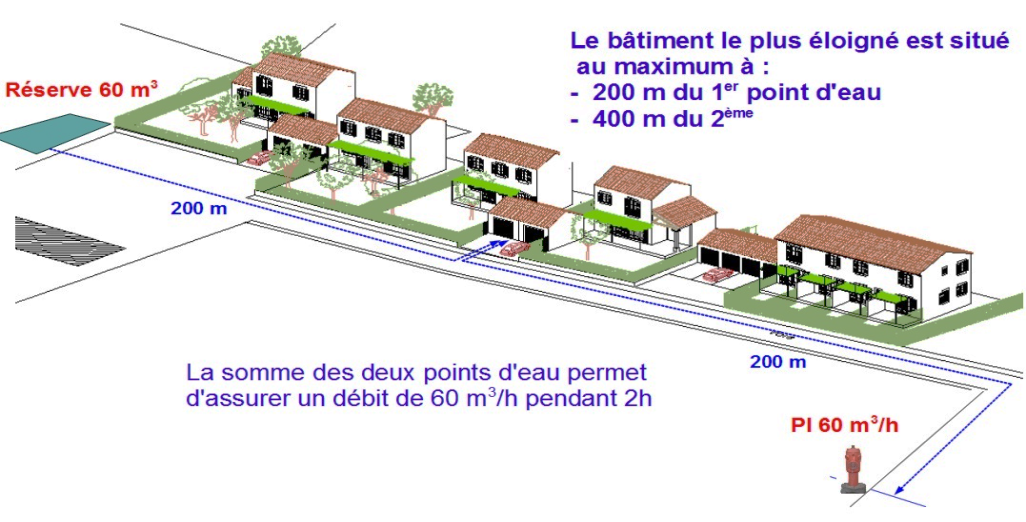 Le bâtiment le plus éloigné est situé
au maximum à :
- 200 m du 1er point d'eau
- 400 m du 2ème
Réserve 60 m³
200 m
200 m
La somme des deux points d'eau permet
d'assurer un débit de 60 m³/h pendant 2h
PI 60 m³/h